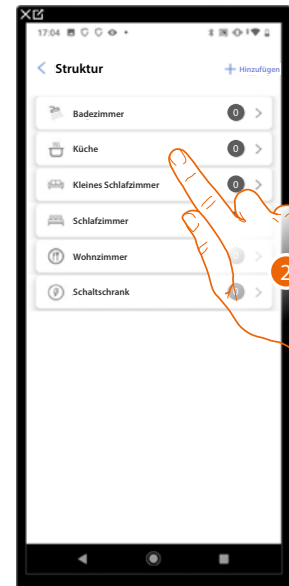 17:04
Struktur
Hinzufügen
Badezimmer 0
Küche 0
Kleines Schlafzimmer 0
Schlafzimmer
Wohnzimmer
Schaltschrank
2